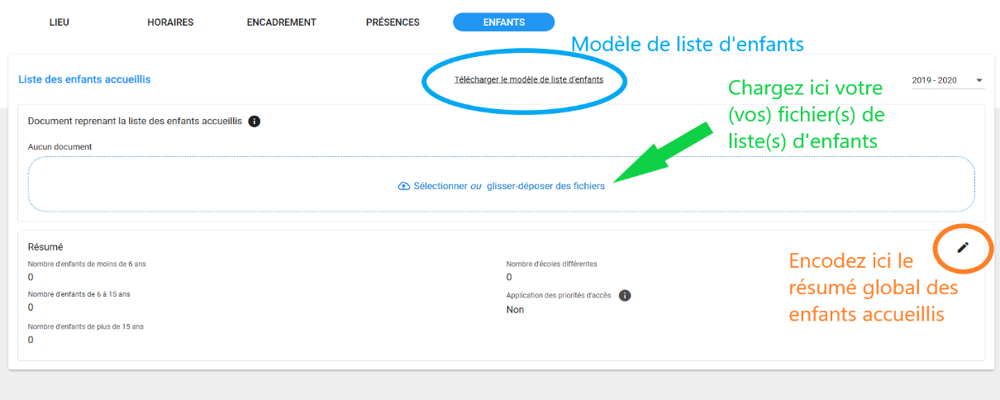 LIEU HORAIRES ENCADREMENT PRÉSENCES ENFANTS
Modèle de liste d'enfants
Liste des enfants accueillis
Télécharger le modèle de liste d'enfants
2019 - 2020
Chargez ici votre
(vos) fichier(s) de
liste(s) d'enfants
Document reprenant la liste des enfants accueillis
Aucun document
Sélectionner ou glisser-déposer des fichiers
Résumé
Nombre d'enfants de moins de 6 ans
0
Nombre d'enfants de 6 à 15 ans
0
Nombre d'enfants de plus de 15 ans
0
Nombre d'écoles différentes
0
Application des priorités d'accès
Non
Encodez ici le
résumé global des
enfants accueillis